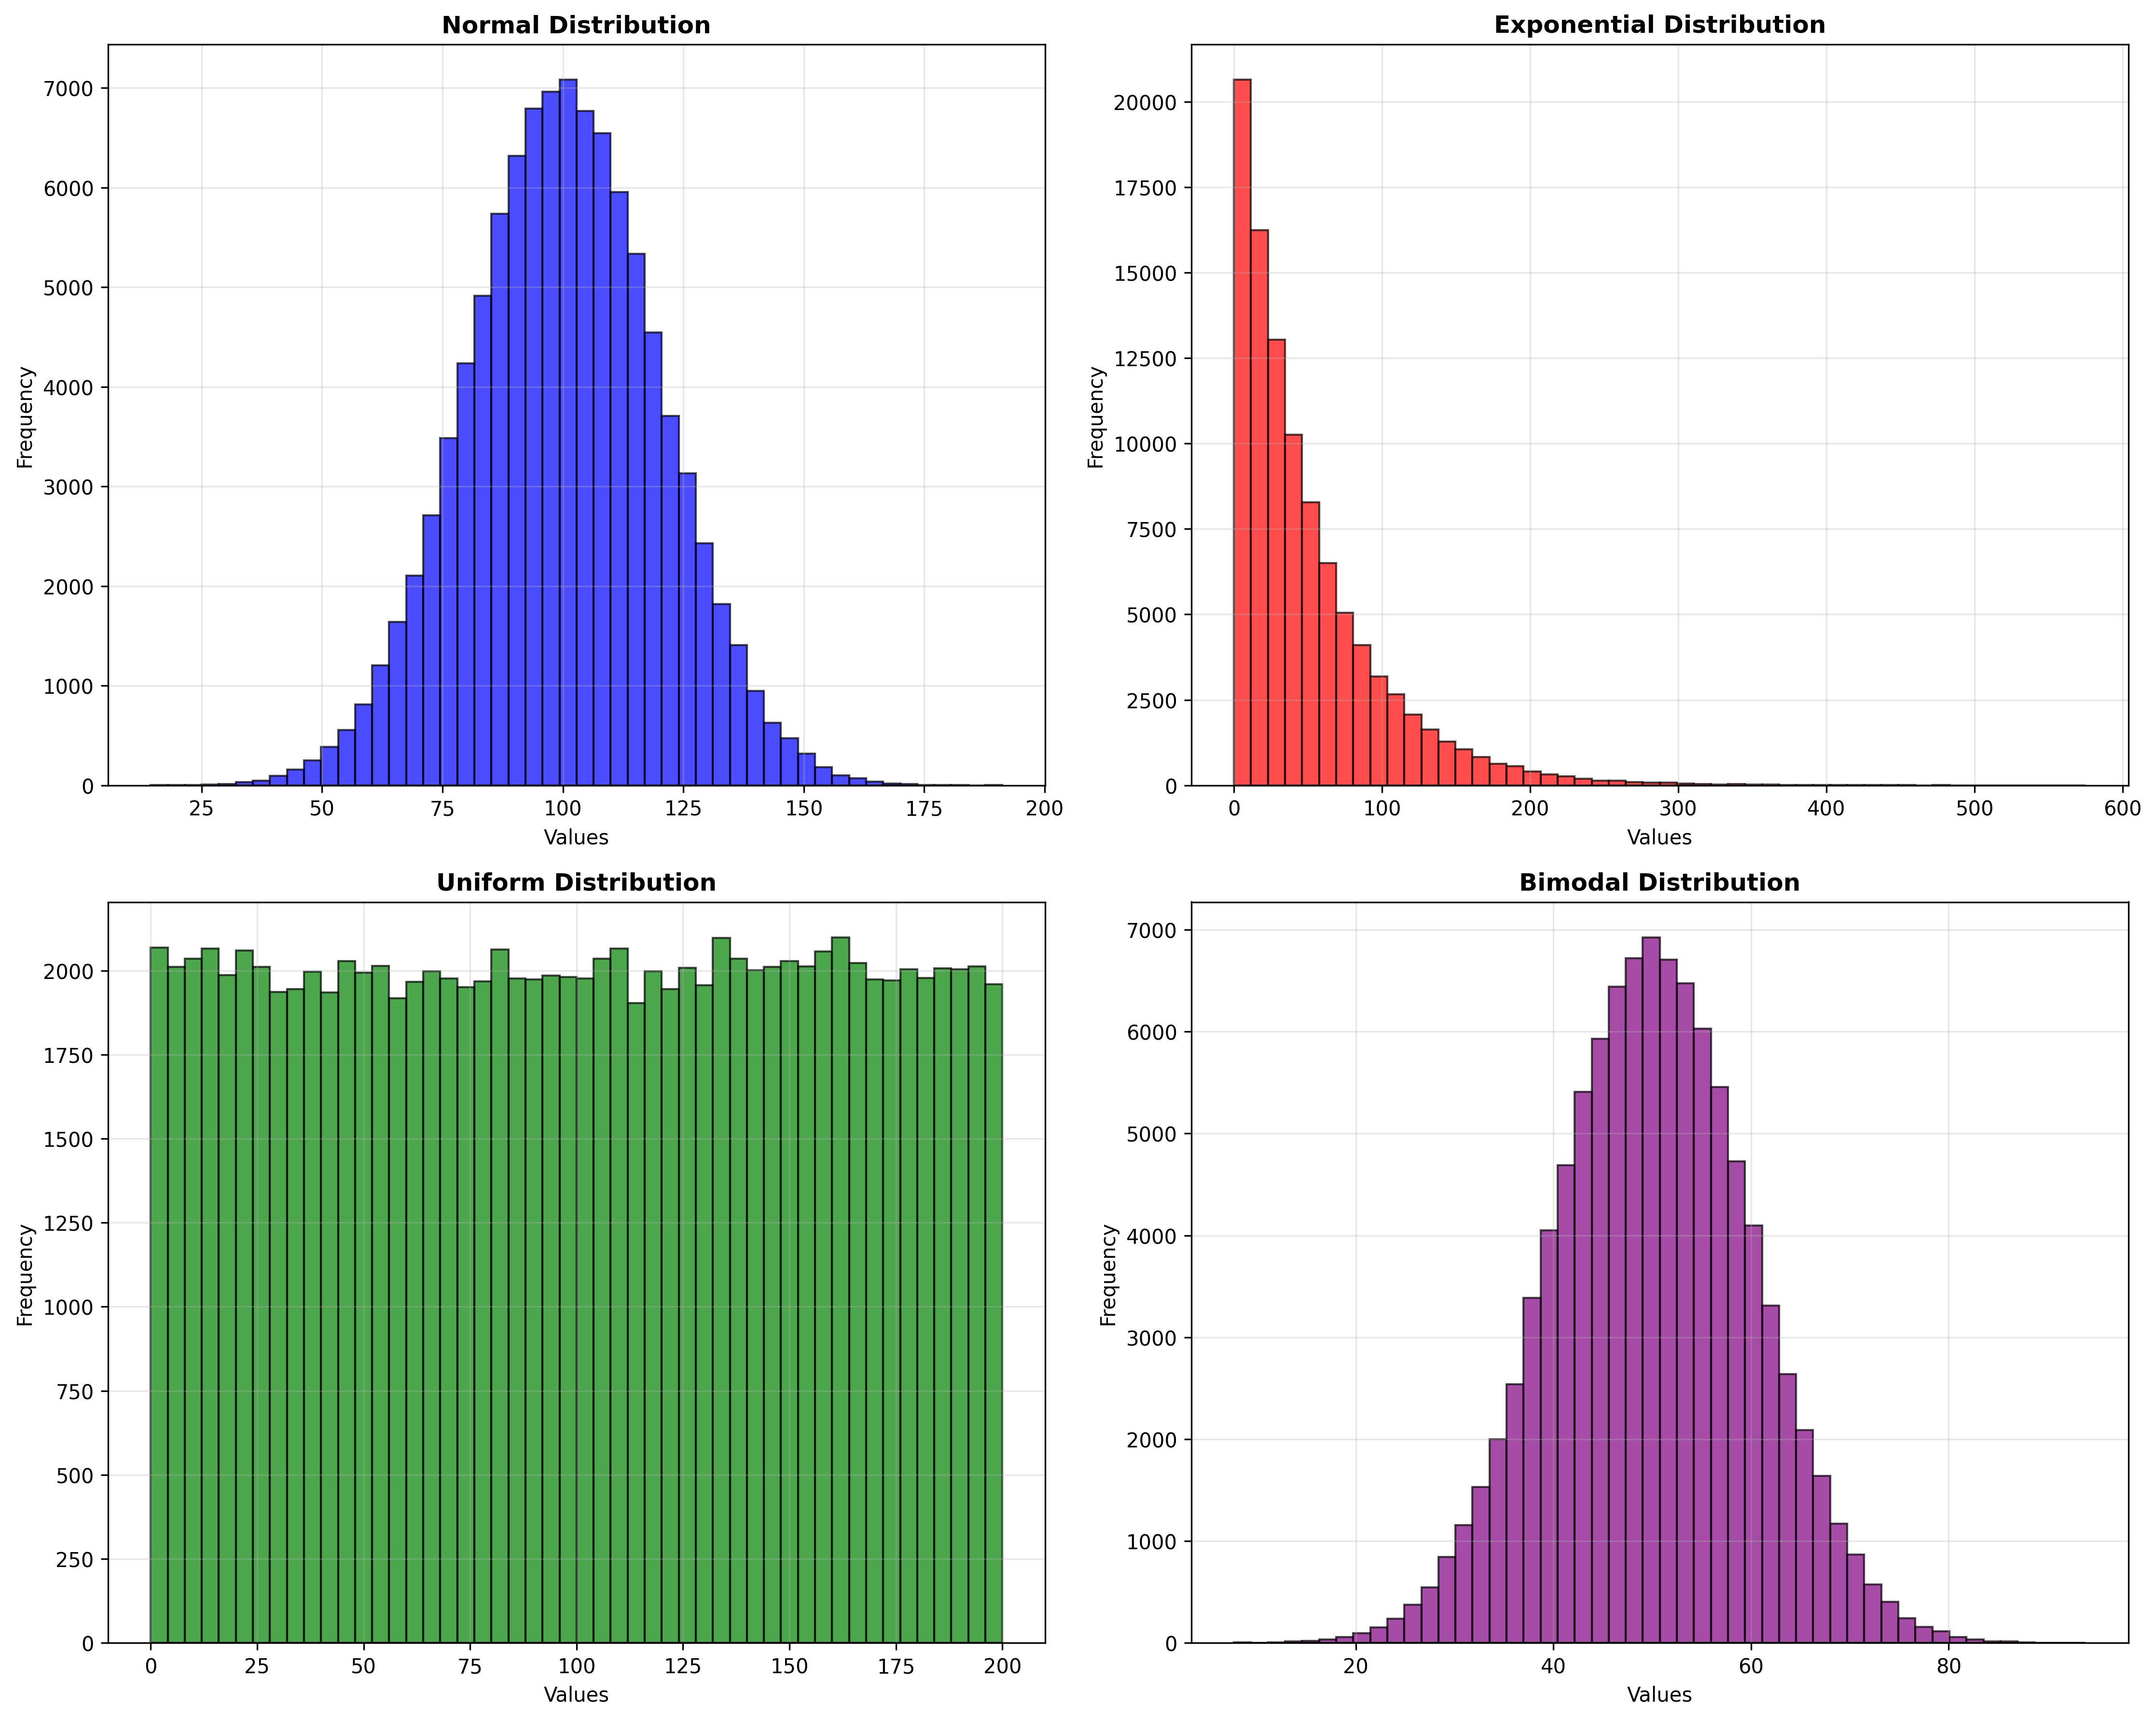 Normal Distribution
7000
6000
5000
4000
3000
2000
1000
0
Frequency
25 50 75 100 125 150 175 200
Values
Exponential Distribution
20000
17500
15000
12500
10000
7500
5000
2500
0
Frequency
0 100 200 300 400 500 600
Values
Uniform Distribution
2000
1750
1500
1250
1000
750
500
250
0
Frequency
0 25 50 75 100 125 150 175 200
Values
Bimodal Distribution
7000
6000
5000
4000
3000
2000
1000
0
Frequency
20 40 60 80
Values